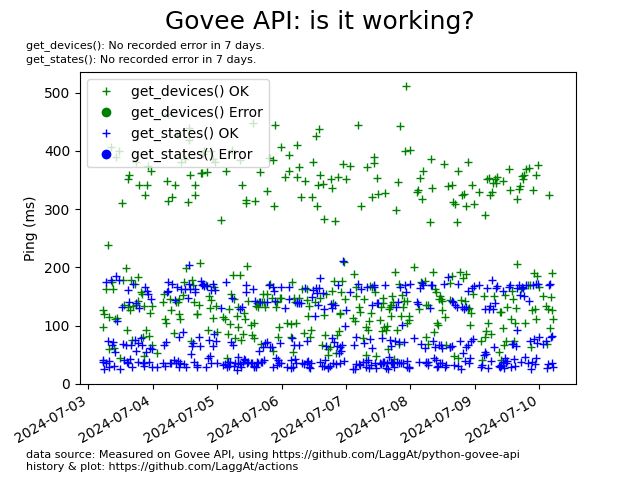 Govee API: is it working?
get_devices(): No recorded error in 7 days.
get_states(): No recorded error in 7 days.
get_devices() OK
get_devices() Error
get_states() OK
get_states() Error
Ping (ms)
500
400
300
200
100
0
2024-07-03
2024-07-04
2024-07-05
2024-07-06
2024-07-07
2024-07-08
2024-07-09
2024-07-10
data source: Measured on Govee API, using https://github.com/LaggAt/python-govee-api
history & plot: https://github.com/LaggAt/actions